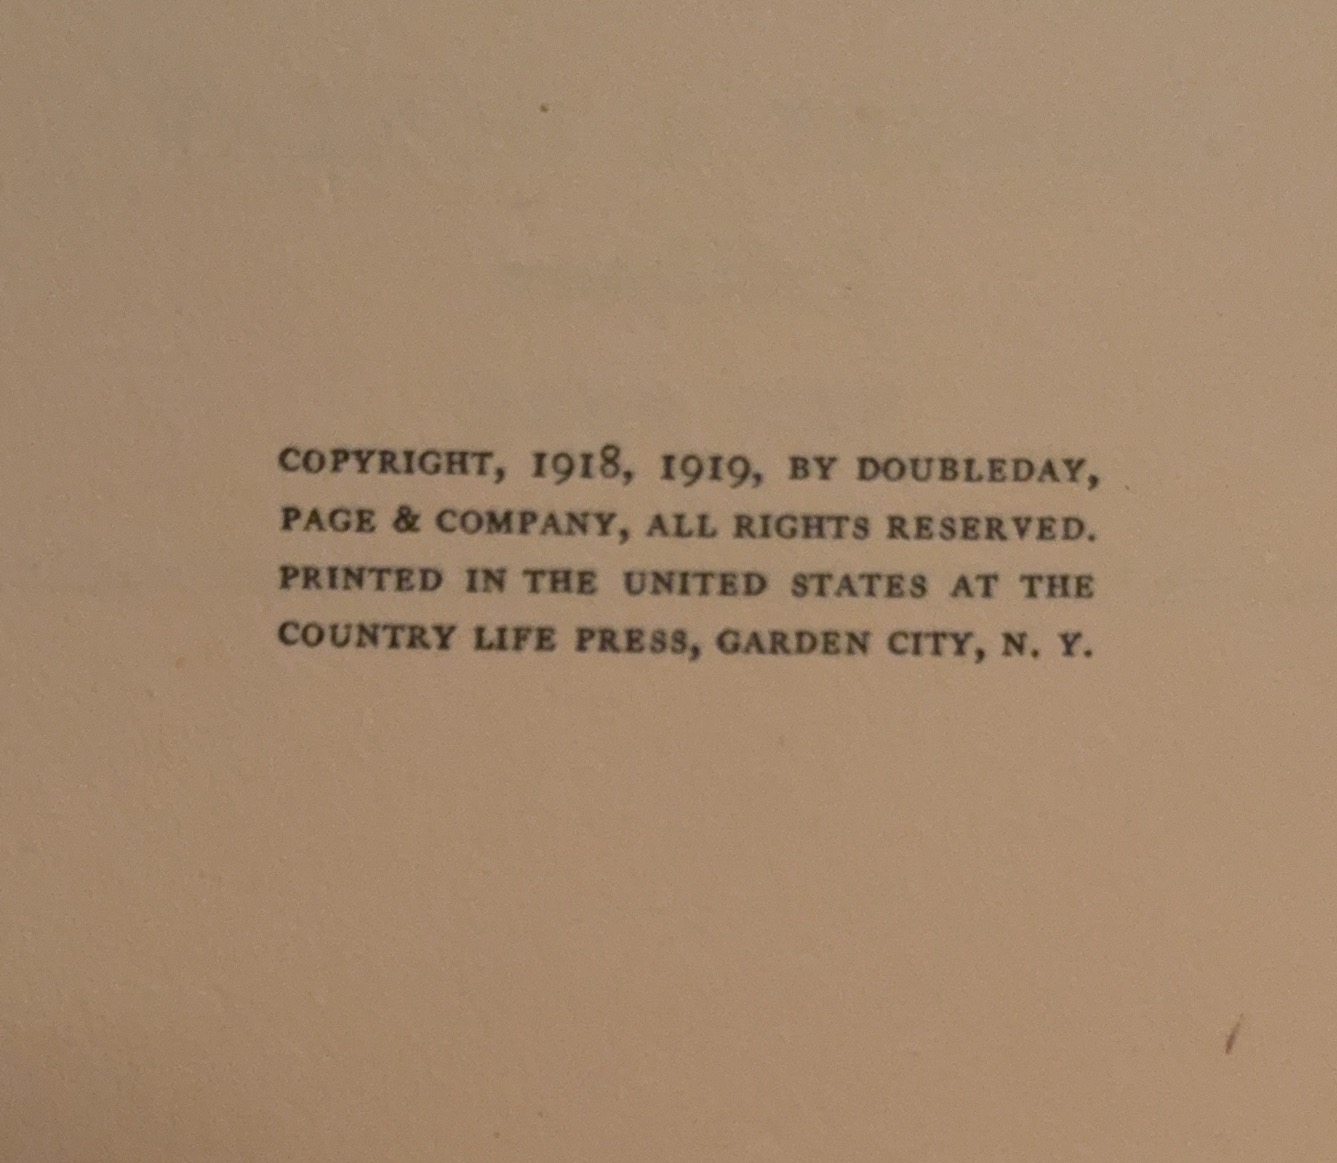 COPYRIGHT, 1918, 1919, BY DOUBLEDAY,
PAGE & COMPANY, ALL RIGHTS RESERVED.
PRINTED IN THE UNITED STATES AT THE
COUNTRY LIFE PRESS, GARDEN CITY, N. Y.